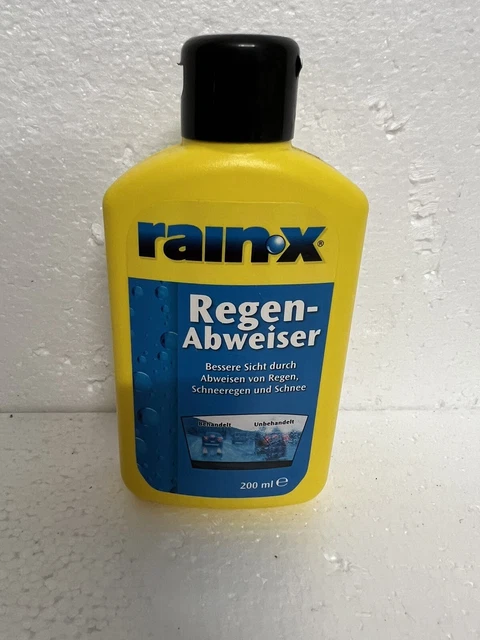 rain·x®
Regen-
Abweiser
Bessere Sicht durch
Abweisen von Regen,
Schneeregen und Schnee
Behandelt Unbehandelt
200 ml ℮